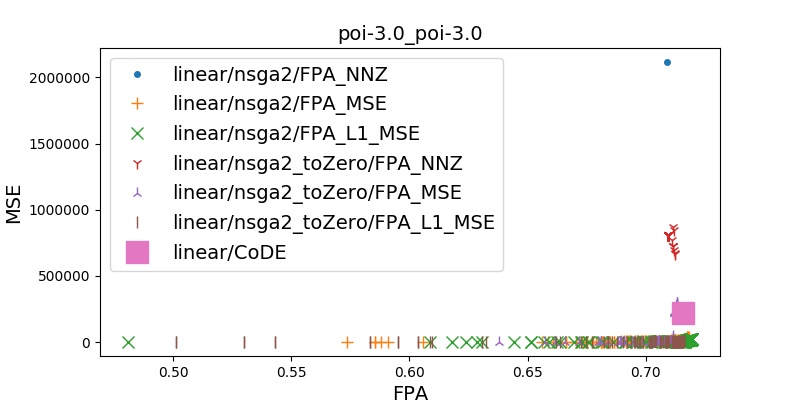 poi-3.0_poi-3.0
2000000
1500000
1000000
500000
0
MSE
linear/nsga2/FPA_NNZ
linear/nsga2/FPA_MSE
linear/nsga2/FPA_L1_MSE
linear/nsga2_toZero/FPA_NNZ
linear/nsga2_toZero/FPA_MSE
linear/nsga2_toZero/FPA_L1_MSE
linear/CoDE
0.50 0.55 0.60 0.65 0.70
FPA